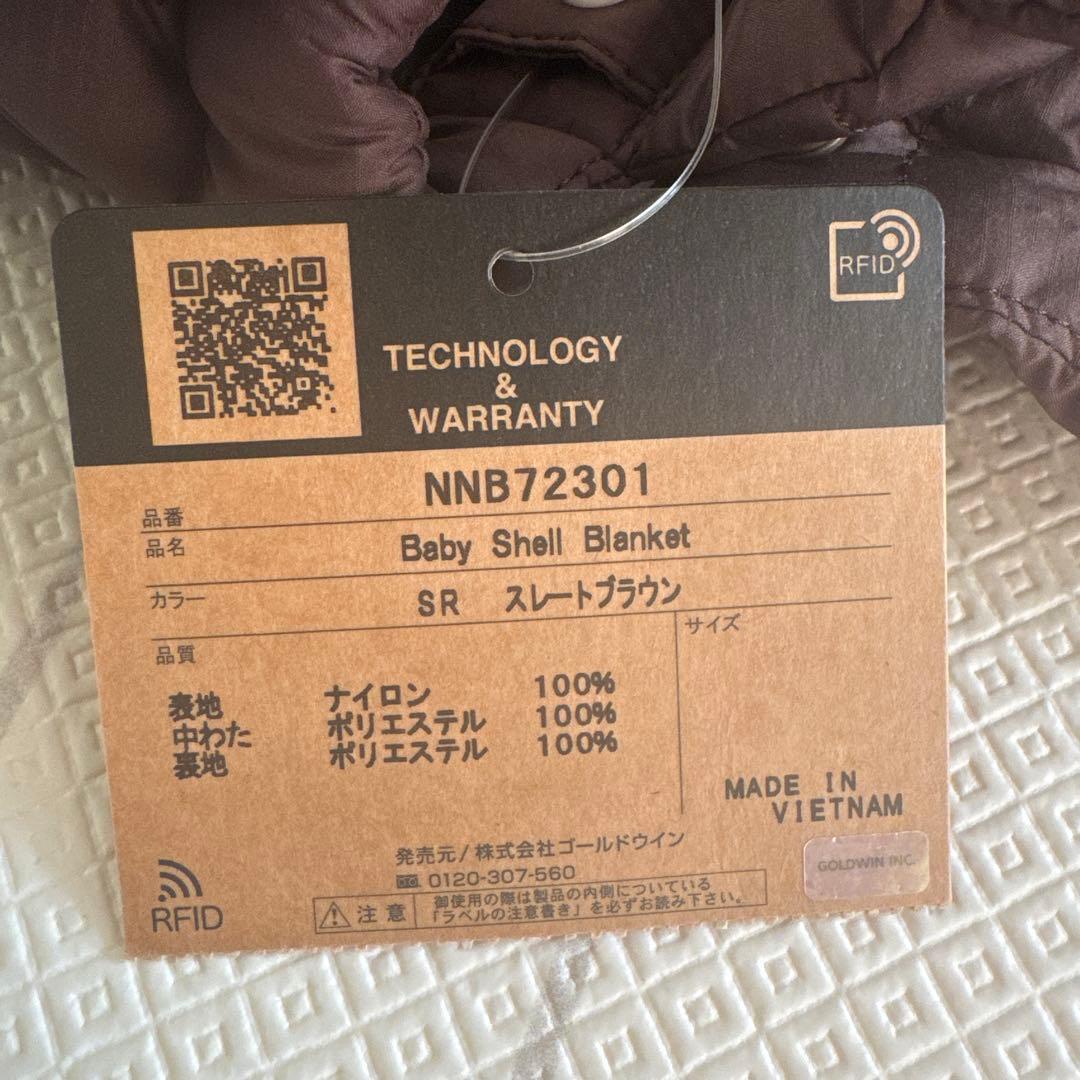 RFID
TECHNOLOGY
&
WARRANTY
品番 NNB72301
品名 Baby Shell Blanket
カラー SR スレートブラウン
品質
サイズ
表地 ナイロン 100%
中わた ポリエステル 100%
裏地 ポリエステル 100%
MADE IN
VIETNAM
発売元/株式会社ゴールドウイン
0120-307-560
GOLDWIN INC.
RFID
注意
御使用の際は製品の内側についている
「ラベルの注意書き」を必ずお読み下さい。